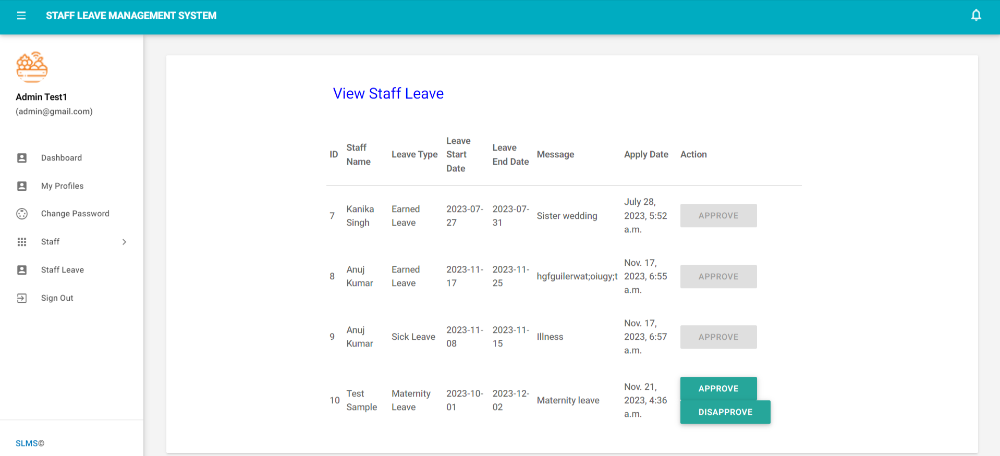 STAFF LEAVE MANAGEMENT SYSTEM
Admin Test1
(admin@gmail.com)
Dashboard
My Profiles
Change Password
Staff
Staff Leave
Sign Out
SLMS©
View Staff Leave
ID
Staff
Name
Leave Type
Leave
Start
Date
Leave
End Date
Message
Apply Date
Action
7
Kanika
Singh
Earned
Leave
2023-07-
27
2023-07-
31
Sister wedding
July 28,
2023, 5:52
a.m.
APPROVE
8
Anuj
Kumar
Earned
Leave
2023-11-
17
2023-11-
25
hgfguilerwat;oiugy;t
Nov. 17,
2023, 6:55
a.m.
APPROVE
9
Anuj
Kumar
Sick Leave
2023-11-
08
2023-11-
15
Illness
Nov. 17,
2023, 6:57
a.m.
APPROVE
10
Test
Sample
Maternity
Leave
2023-10-
01
2023-12-
02
Maternity leave
Nov. 21,
2023, 4:36
a.m.
APPROVE
DISAPPROVE